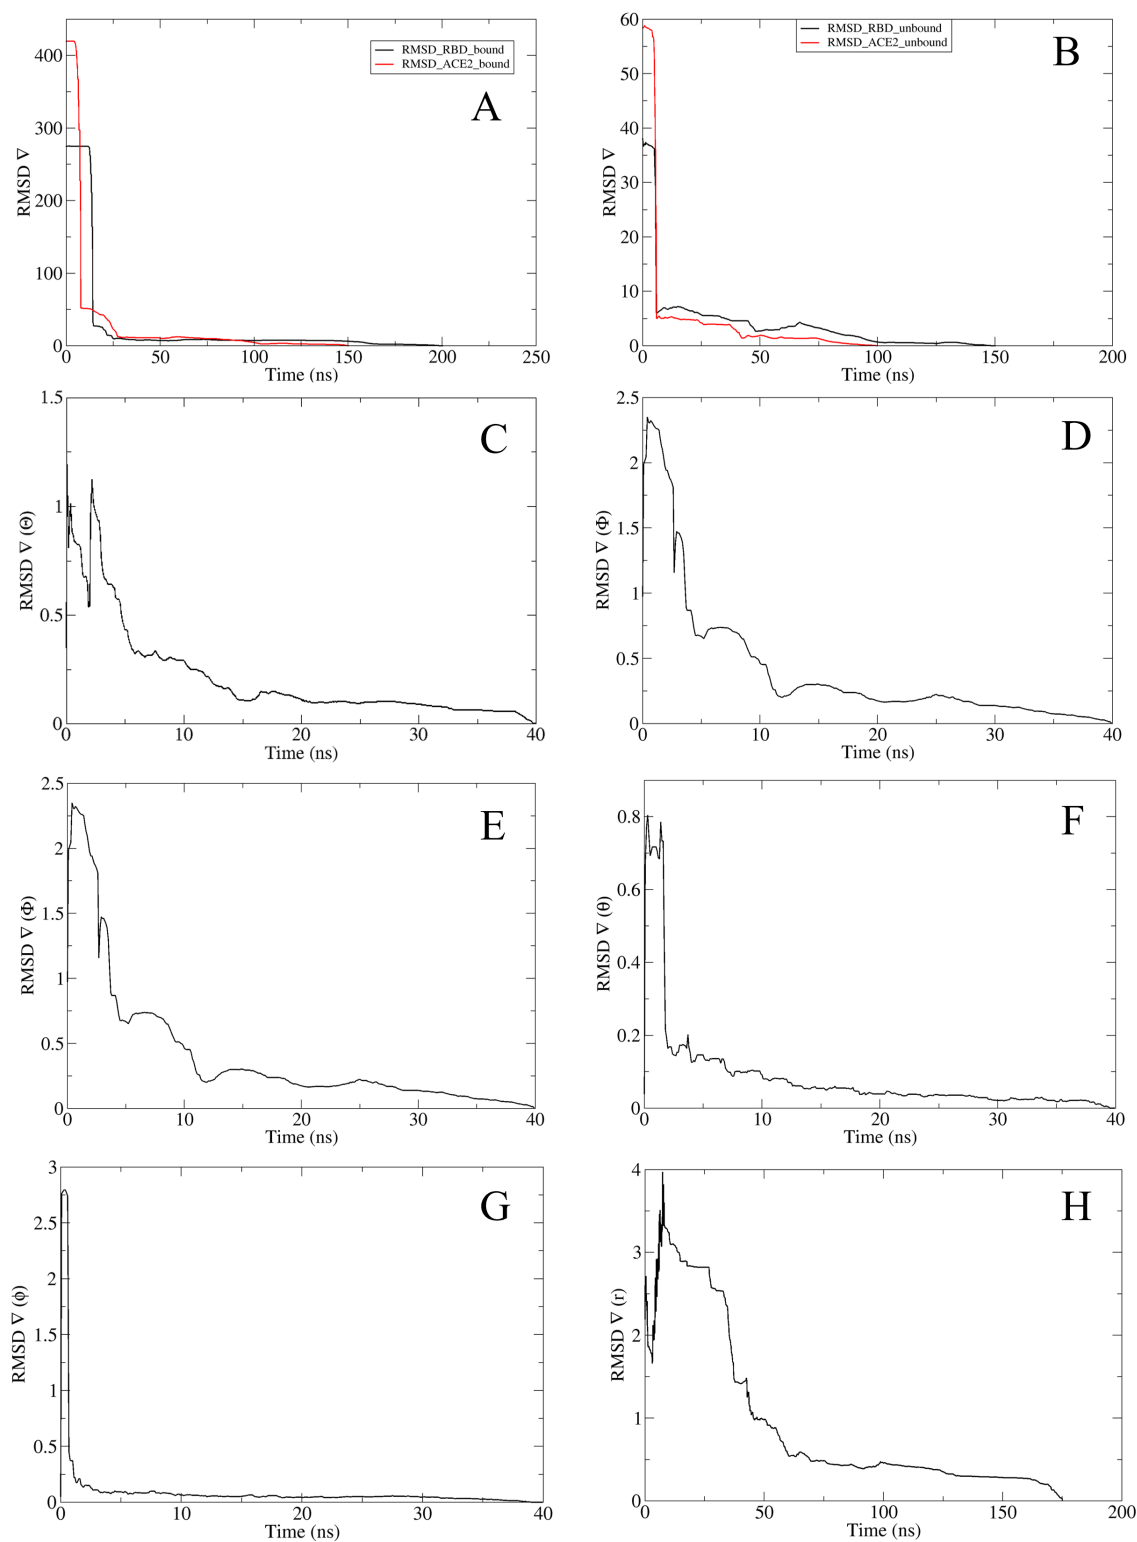 RMSD_RBD_bound
RMSD_ACE2_bound
A
RMSD ∇
400
300
200
100
0
0 50 100 150 200 250
Time (ns)
RMSD_RBD_unbound
RMSD_ACE2_unbound
B
RMSD ∇
60
50
40
30
20
10
0
0 50 100 150 200
Time (ns)
C
RMSD ∇ (Θ)
1.5
1
0.5
0
0 10 20 30 40
Time (ns)
D
RMSD ∇ (Φ)
2.5
2
1.5
1
0.5
0
0 10 20 30 40
Time (ns)
E
RMSD ∇ (Φ)
2.5
2
1.5
1
0.5
0
0 10 20 30 40
Time (ns)
F
RMSD ∇ (θ)
0.8
0.6
0.4
0.2
0
0 10 20 30 40
Time (ns)
G
RMSD ∇ (ϕ)
3
2.5
2
1.5
1
0.5
0
0 10 20 30 40
Time (ns)
H
RMSD ∇ (r)
4
3
2
1
0
0 50 100 150 200
Time (ns)